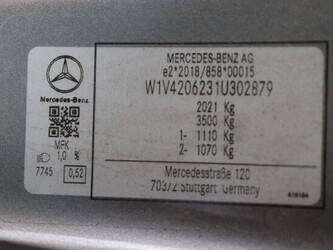 MERCEDES-BENZ AG
e2*2018/858*00015
W1V4206231U302879
2021 Kg
3500 Kg
1- 1110 Kg
2- 1070 Kg
Mercedesstraße 120
70372 Stuttgart Germany
Mercedes-Benz
MFK
1,0 %
7745 0,52